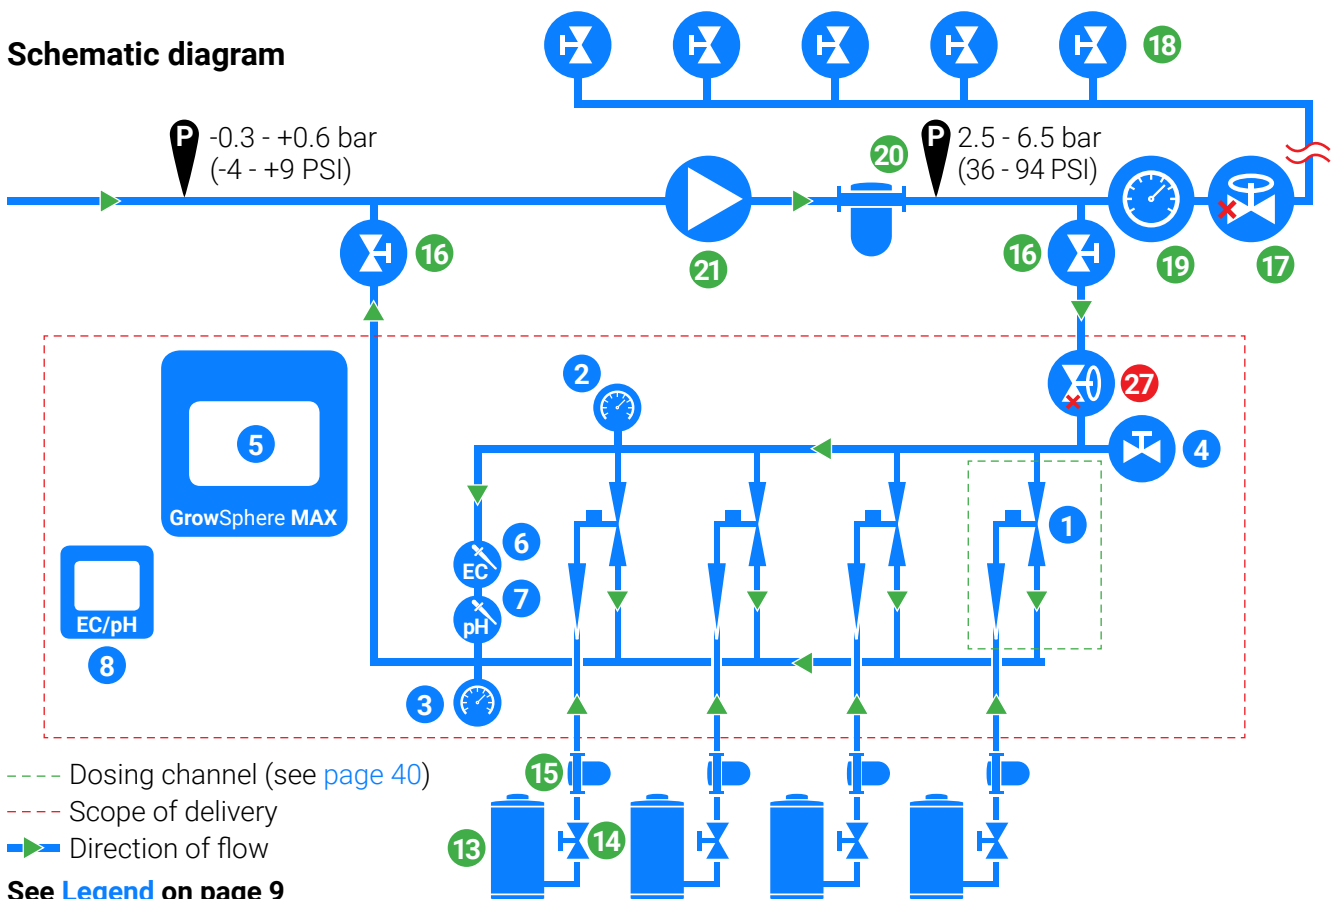 Schematic diagram
18
P -0.3 - +0.6 bar
(-4 - +9 PSI)
20
P 2.5 - 6.5 bar
(36 - 94 PSI)
16
21
16
19
17
2
27
5
4
GrowSphere MAX
1
6
EC
7
pH
EC/pH
8
3
15
13
14
Dosing channel (see page 40)
Scope of delivery
Direction of flow
See Legend on page 9